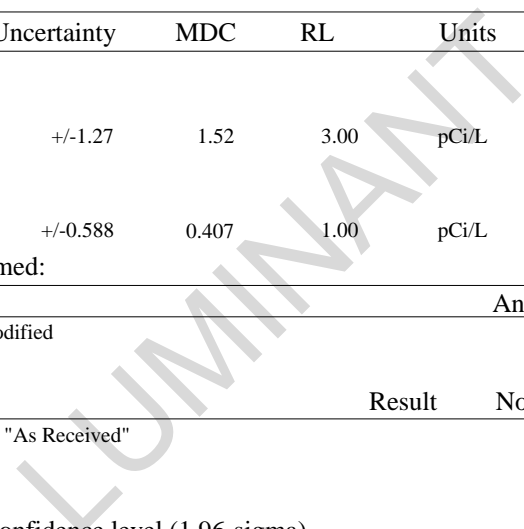 Uncertainty MDC RL Units
+/-1.27 1.52 3.00 pCi/L
+/-0.588 0.407 1.00 pCi/L
med:
An
odified
Result No
"As Received"
onfidence level (1.96-sigma)
LUMINANT